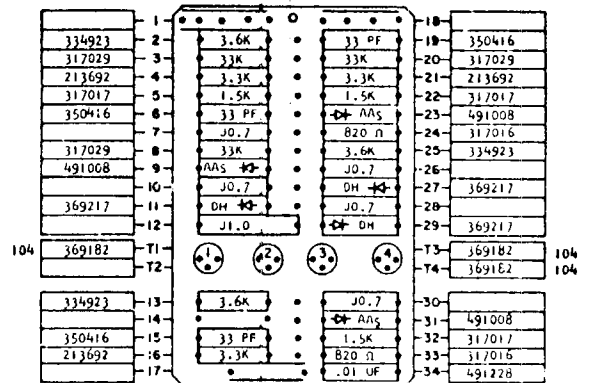 1 18
334923 2 3.6K 33 PF 19 350416
317029 3 33K 33K 20 317029
213692 4 3.3K 3.3K 21 213692
317017 5 1.5K 1.5K 22 317017
350416 6 33 PF AAS 23 491008
7 J0.7 820 Ω 24 317016
317029 8 33K 3.6K 25 334923
491008 9 AAS J0.7 26
10 J0.7 DH 27 369217
369217 11 DH J0.7 28
12 J1.0 DH 29 369217
104 369182 T1 1 2 3 4 T3 369182 104
T2 T4 369182 104
334923 13 3.6K J0.7 30
14 AAS 31 491008
350416 15 33 PF 1.5K 32 317017
213692 16 3.3K 820 Ω 33 317016
17 .01 UF 34 491228